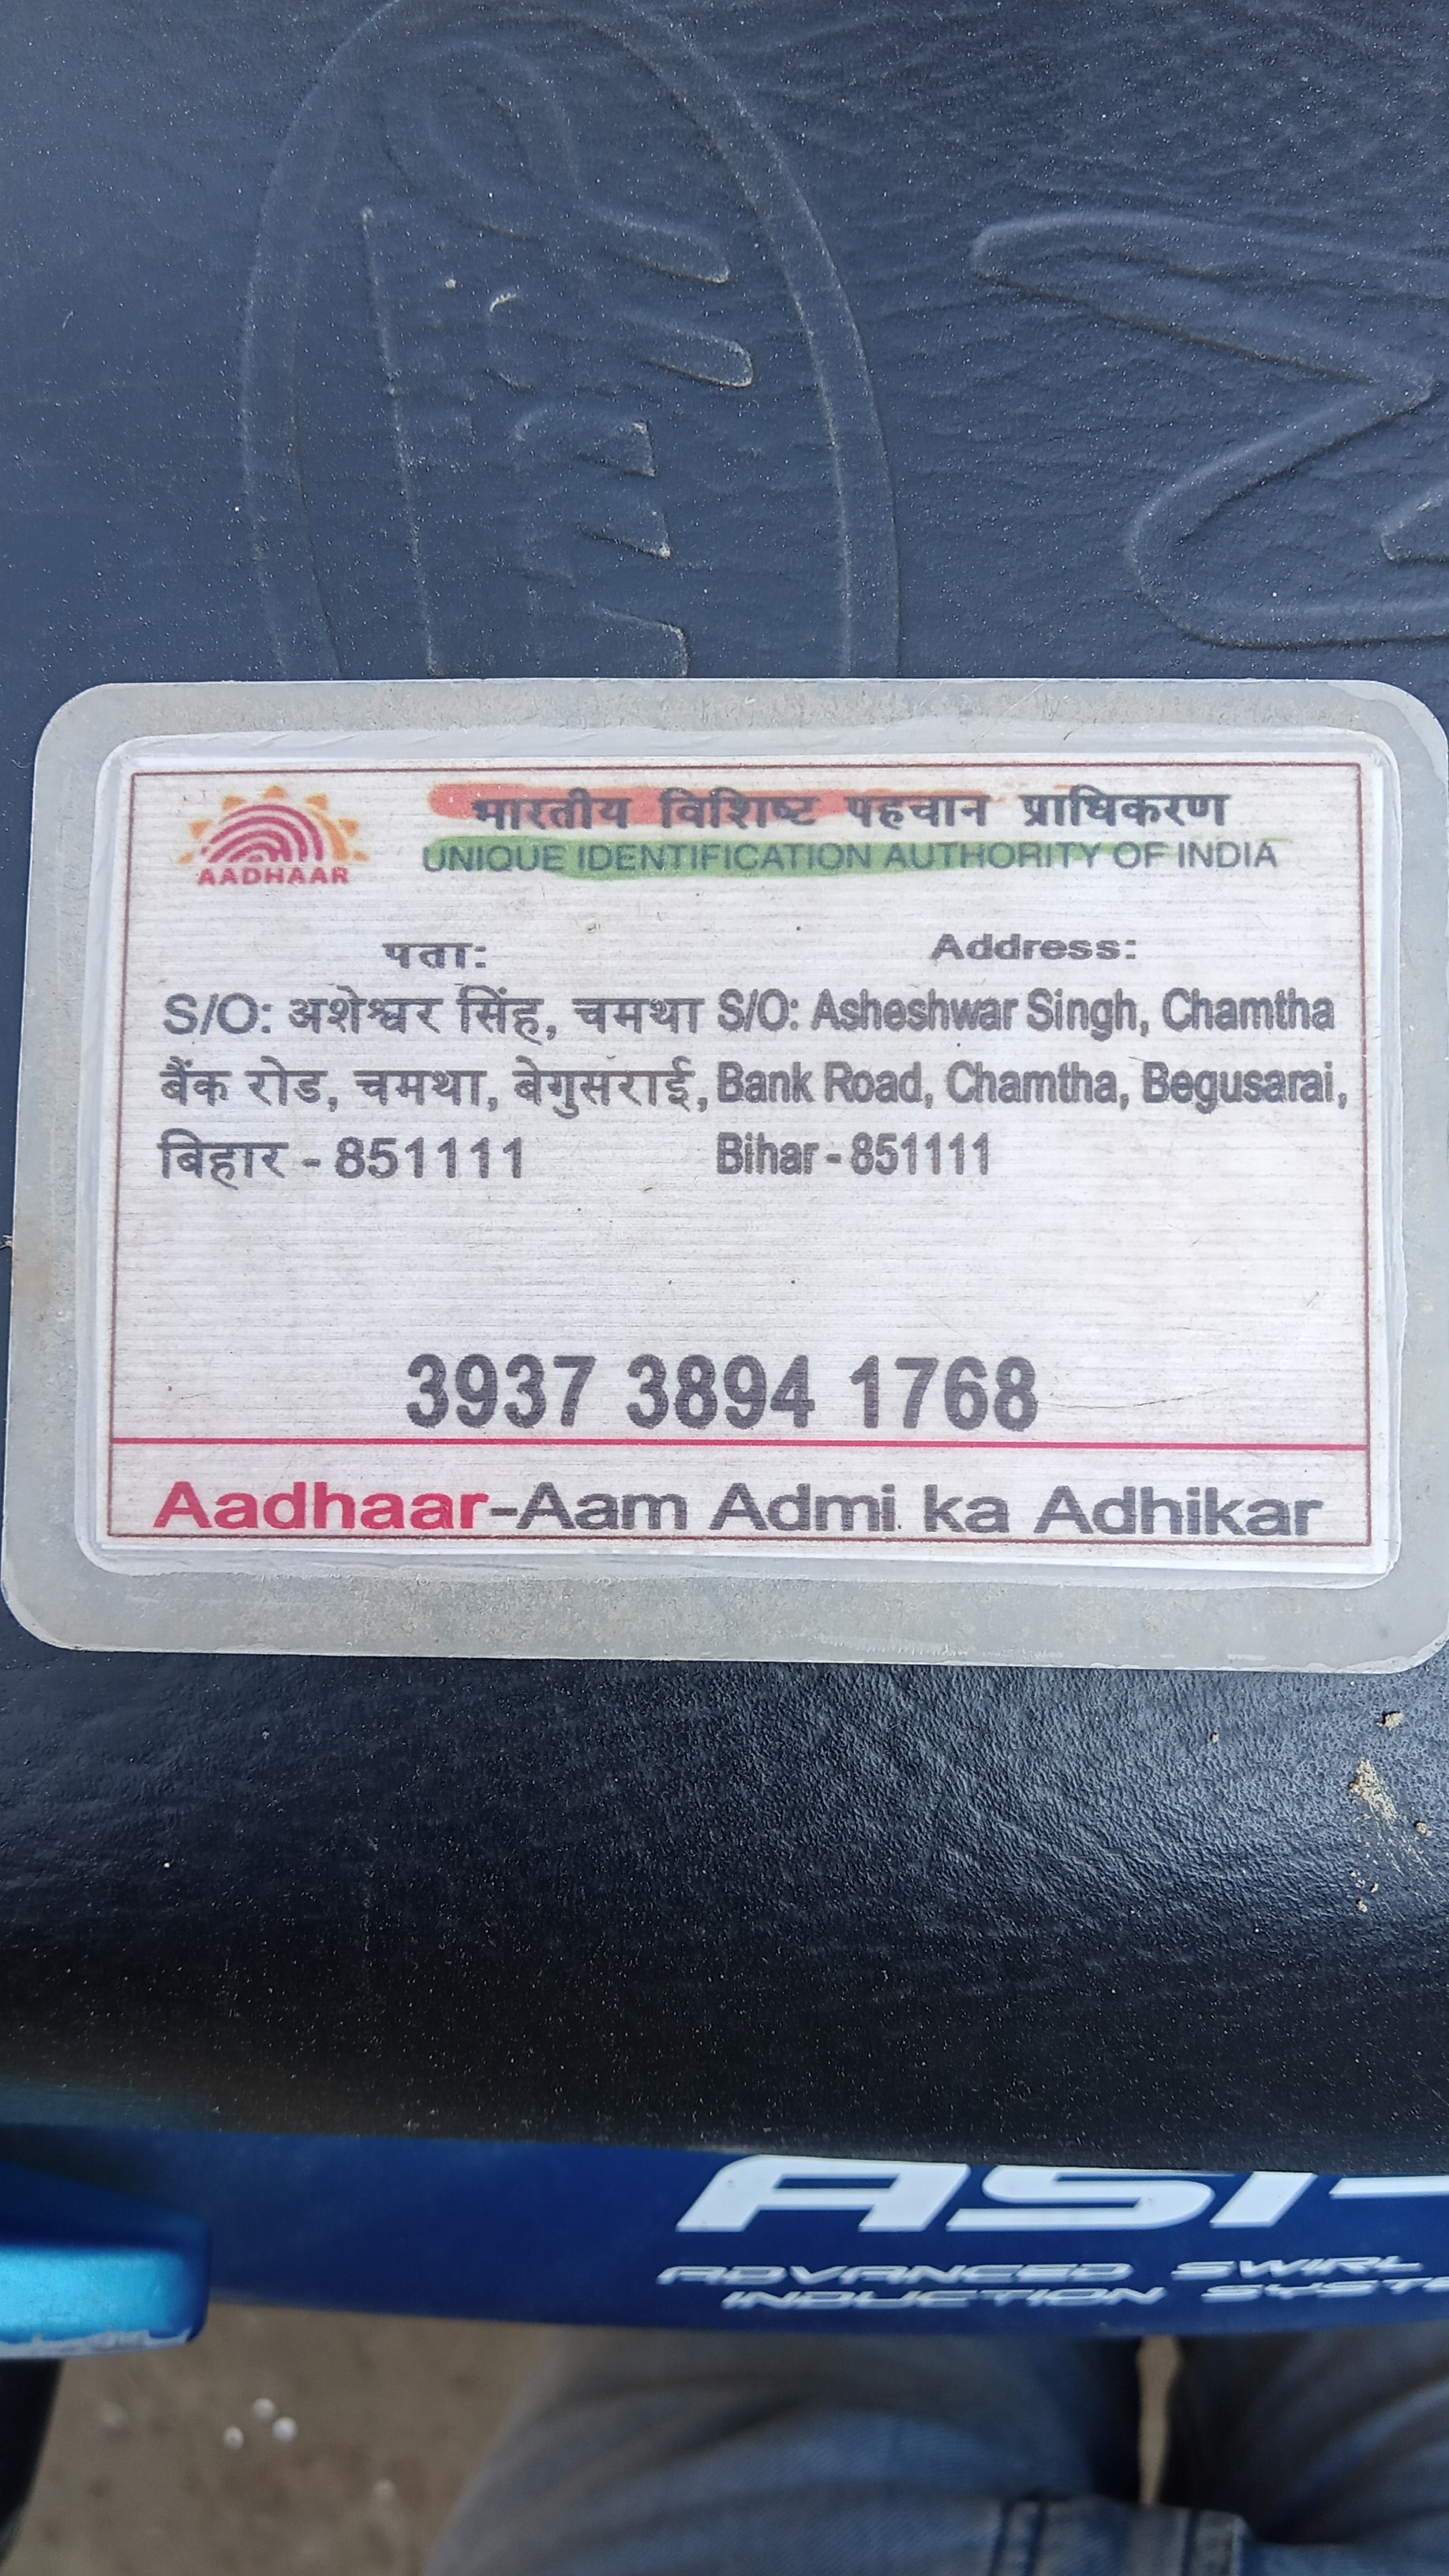 भारतीय विशिष्ट पहचान प्राधिकरण
UNIQUE IDENTIFICATION AUTHORITY OF INDIA
AADHAAR
पता:
S/O: अशेश्वर सिंह, चमथा
बैंक रोड, चमथा, बेगुसराई,
बिहार - 851111
Address:
S/O: Asheshwar Singh, Chamtha
Bank Road, Chamtha, Begusarai,
Bihar - 851111
3937 3894 1768
Aadhaar-Aam Admi ka Adhikar
ADVANCED SWIRL
INDUCTION